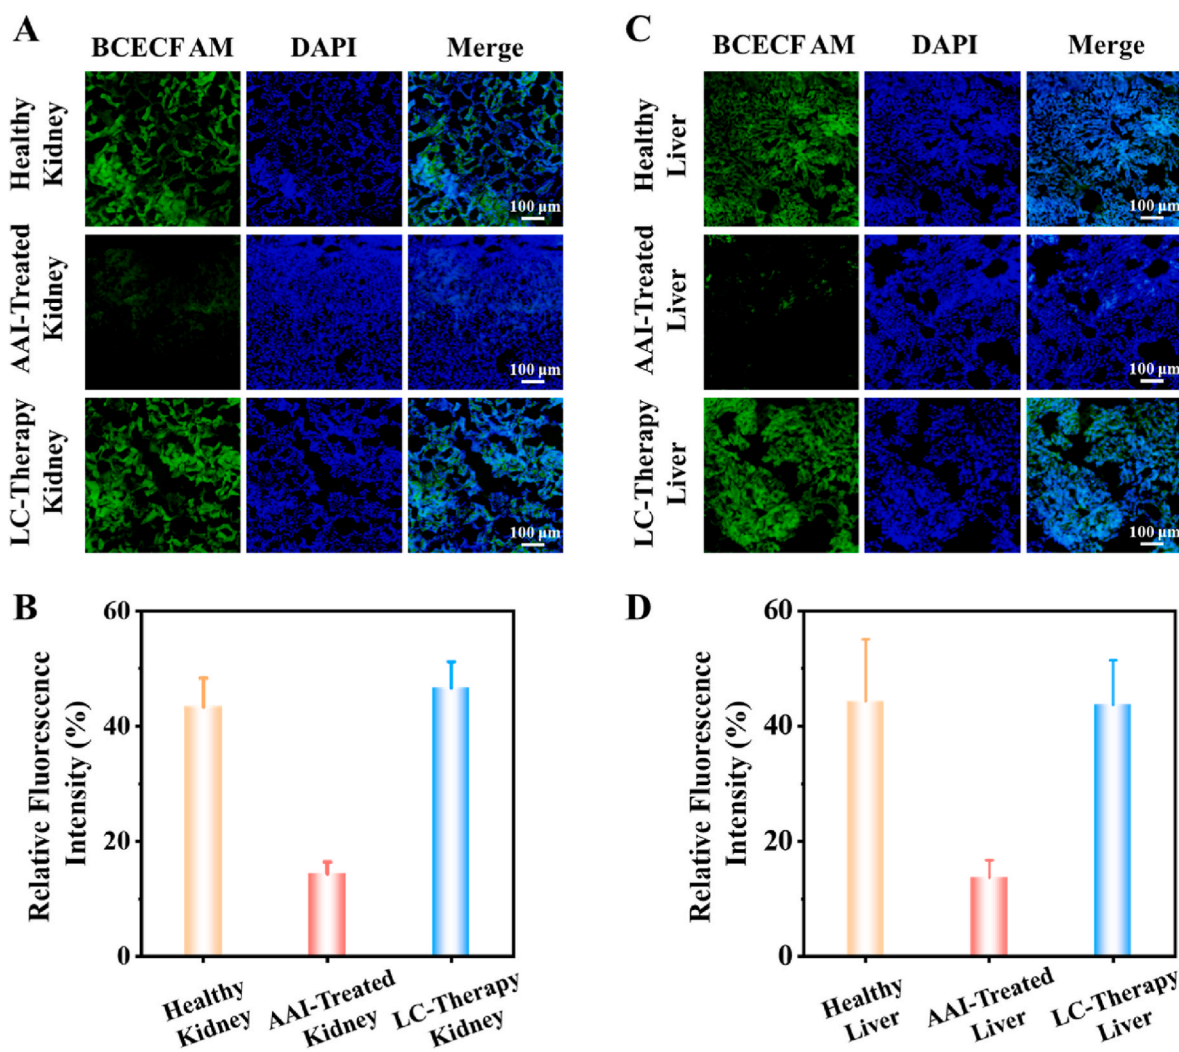 A
BCECF AM DAPI Merge
Healthy
Kidney
100 µm
AAI-Treated
Kidney
100 µm
LC-Therapy
Kidney
100 µm
C
BCECF AM DAPI Merge
Healthy
Liver
100 µm
AAI-Treated
Liver
100 µm
LC-Therapy
Liver
100 µm
B
Relative Fluorescence
Intensity (%)
60
40
20
0
Healthy
Kidney
AAI-Treated
Kidney
LC-Therapy
Kidney
D
Relative Fluorescence
Intensity (%)
60
40
20
0
Healthy
Liver
AAI-Treated
Liver
LC-Therapy
Liver